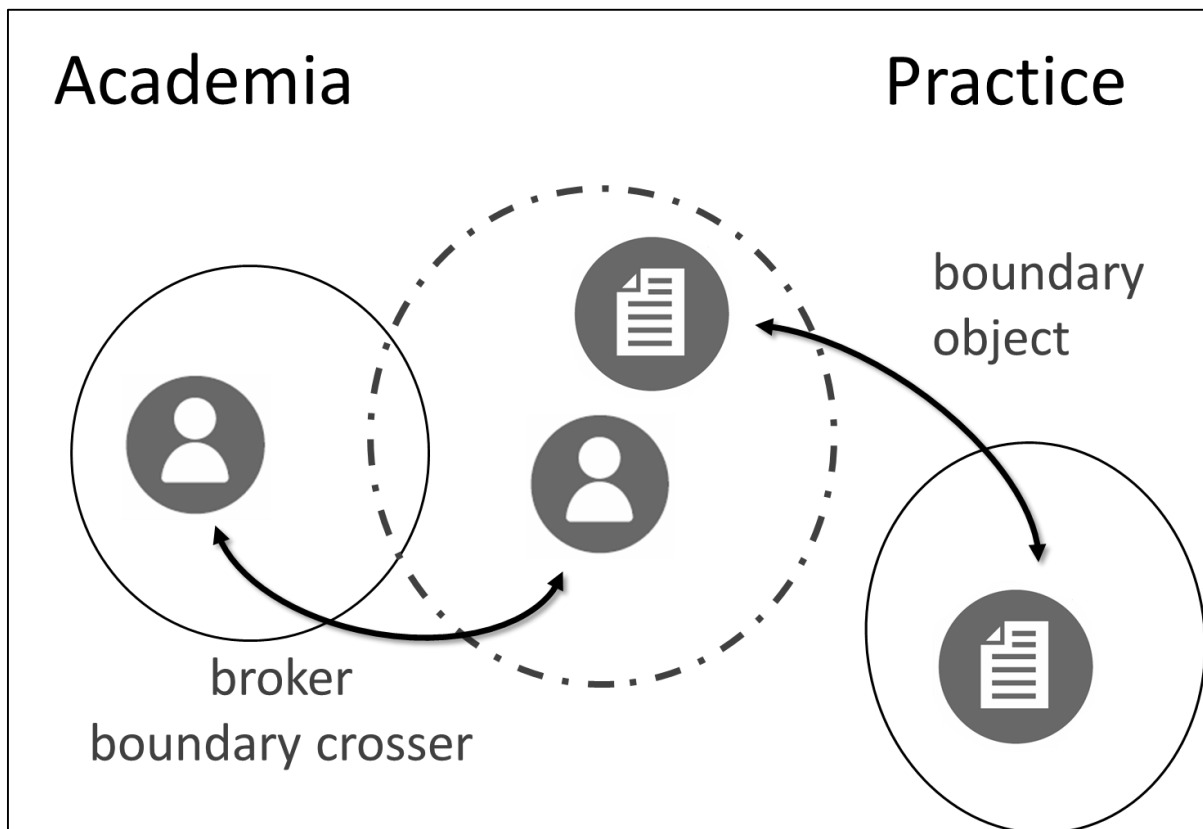 Academia
Practice
boundary
object
broker
boundary crosser